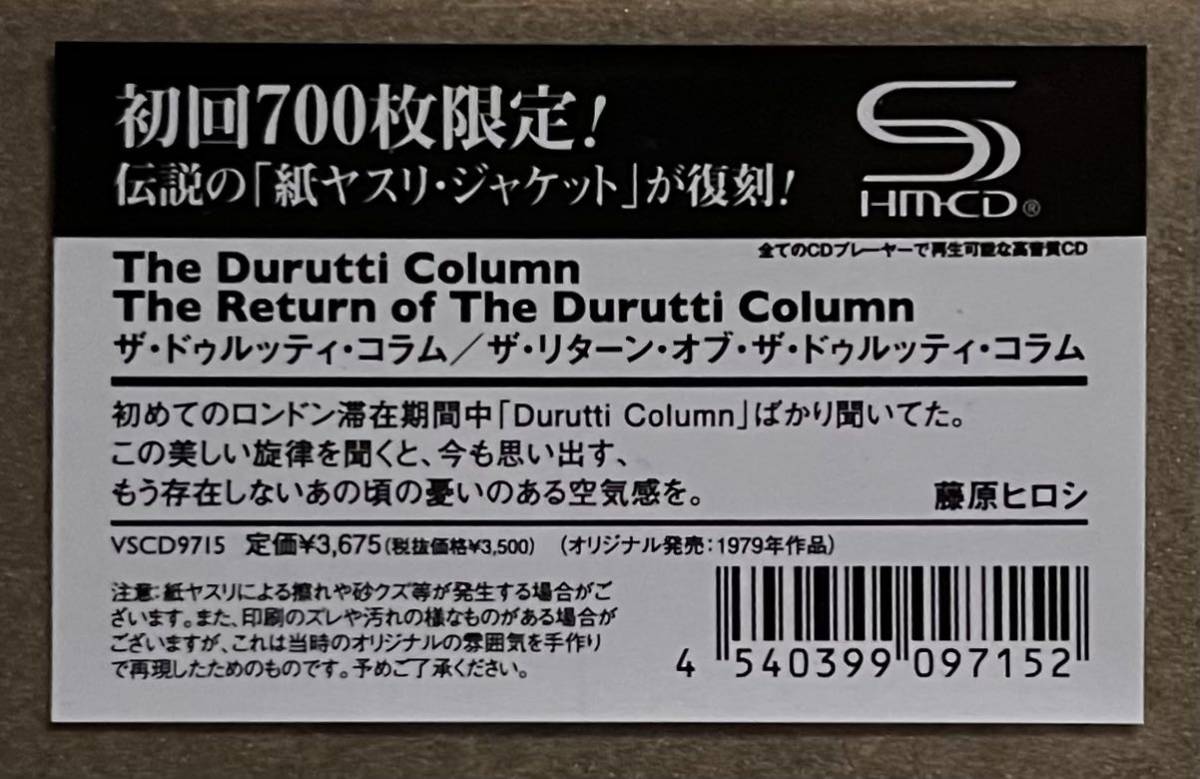 初回700枚限定!
伝説の「紙ヤスリ・ジャケット」が復刻!
SHM-CD®
全てのCDプレーヤーで再生可能な高音質CD
The Durutti Column
The Return of The Durutti Column
ザ・ドゥルッティ・コラム／ザ・リターン・オブ・ザ・ドゥルッティ・コラム
初めてのロンドン滞在期間中「Durutti Column」ばかり聞いてた。
この美しい旋律を聞くと、今も思い出す、
もう存在しないあの頃の憂いのある空気感を。
藤原ヒロシ
VSCD9715 定価¥3,675(税抜価格¥3,500) (オリジナル発売：1979年作品)
注意：紙ヤスリによる擦れや砂クズ等が発生する場合がご
ざいます。また、印刷のズレや汚れの様なものがある場合が
ございますが、これは当時のオリジナルの雰囲気を手作り
で再現したためのものです。予めご了承ください。
4 540399 097152